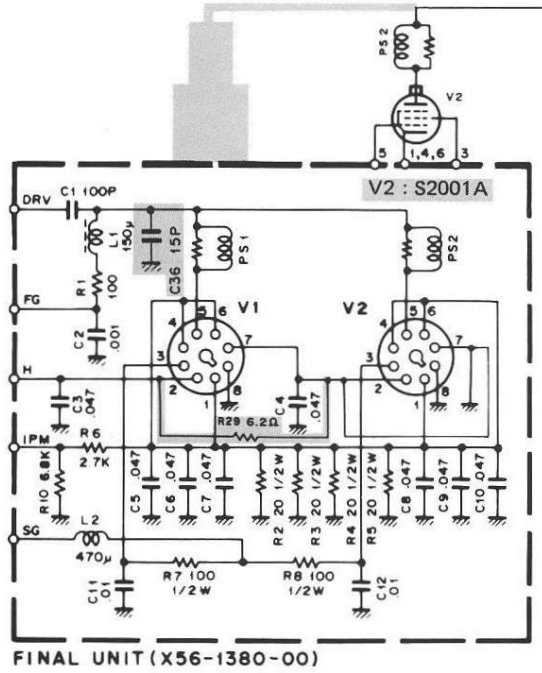 PS2
V2
5
1,4,6
3
V2 : S2001A
DRV
C1 100P
L1
150μ
C36 15P
PS1
PS2
R1
100
FG
C2
.001
V1
V2
4
5
6
7
3
2
1
8
4
5
6
7
3
2
1
8
H
C3
.047
C4
.047
R29 6.2Ω
IPM
R6
2.7K
R10 6.8K
C5 .047
C6 .047
C7 .047
R2 20 1/2W
R3 20 1/2W
R4 20 1/2W
R5 20 1/2W
C8 .047
C9 .047
C10 .047
SG
L2
470μ
C11
.01
R7 100
1/2W
R8 100
1/2W
C12
.01
FINAL UNIT (X56-1380-00)